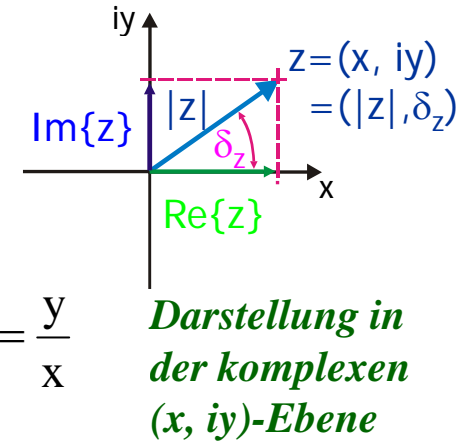 iy
z=(x, iy)
|z|
=(|z|,δz)
Im{z}
δz
x
Re{z}
= y/x
Darstellung in
der komplexen
(x, iy)-Ebene